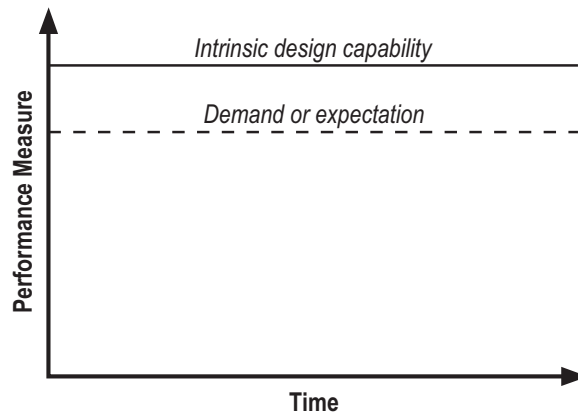 Intrinsic design capability
Demand or expectation
Performance Measure
Time